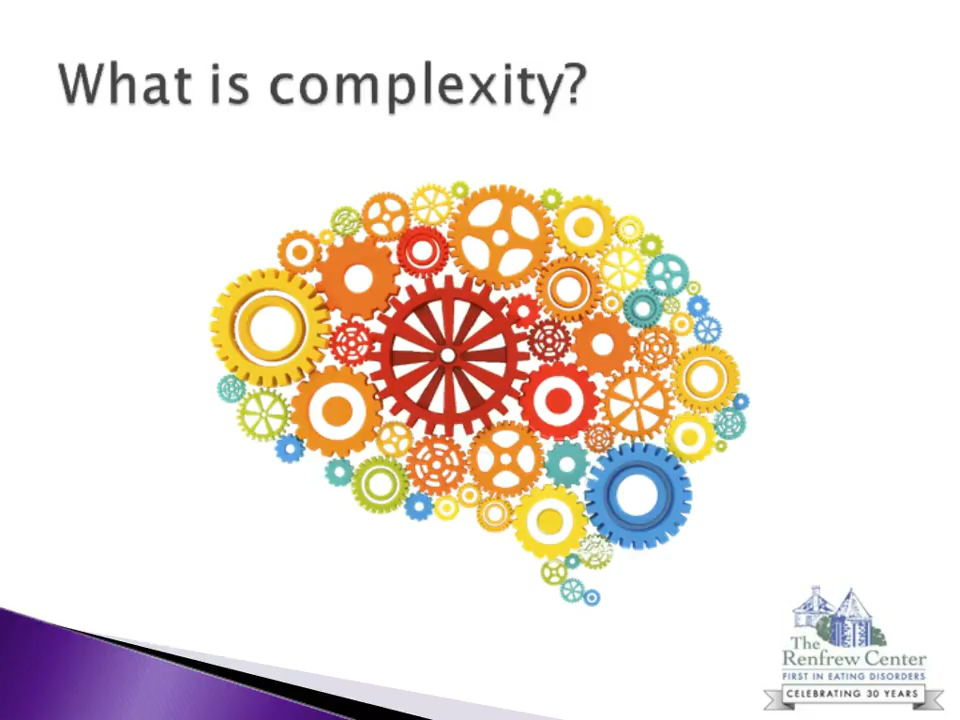 What is complexity?
The
Renfrew Center
FIRST IN EATING DISORDERS
CELEBRATING 30 YEARS